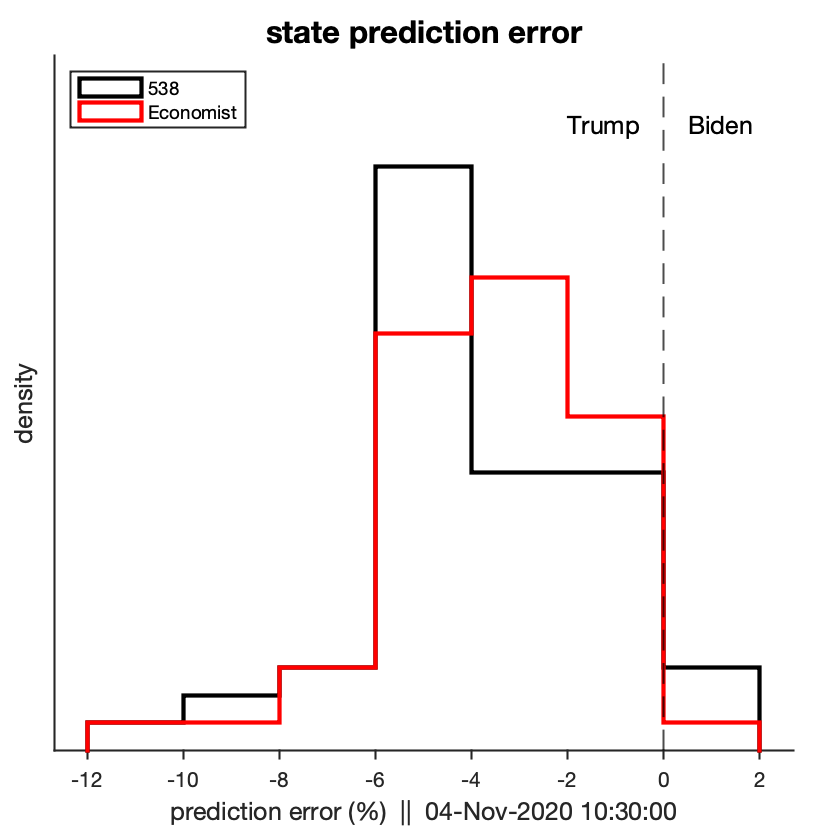 state prediction error
538
Economist
Trump
Biden
density
-12 -10 -8 -6 -4 -2 0 2
prediction error (%) || 04-Nov-2020 10:30:00